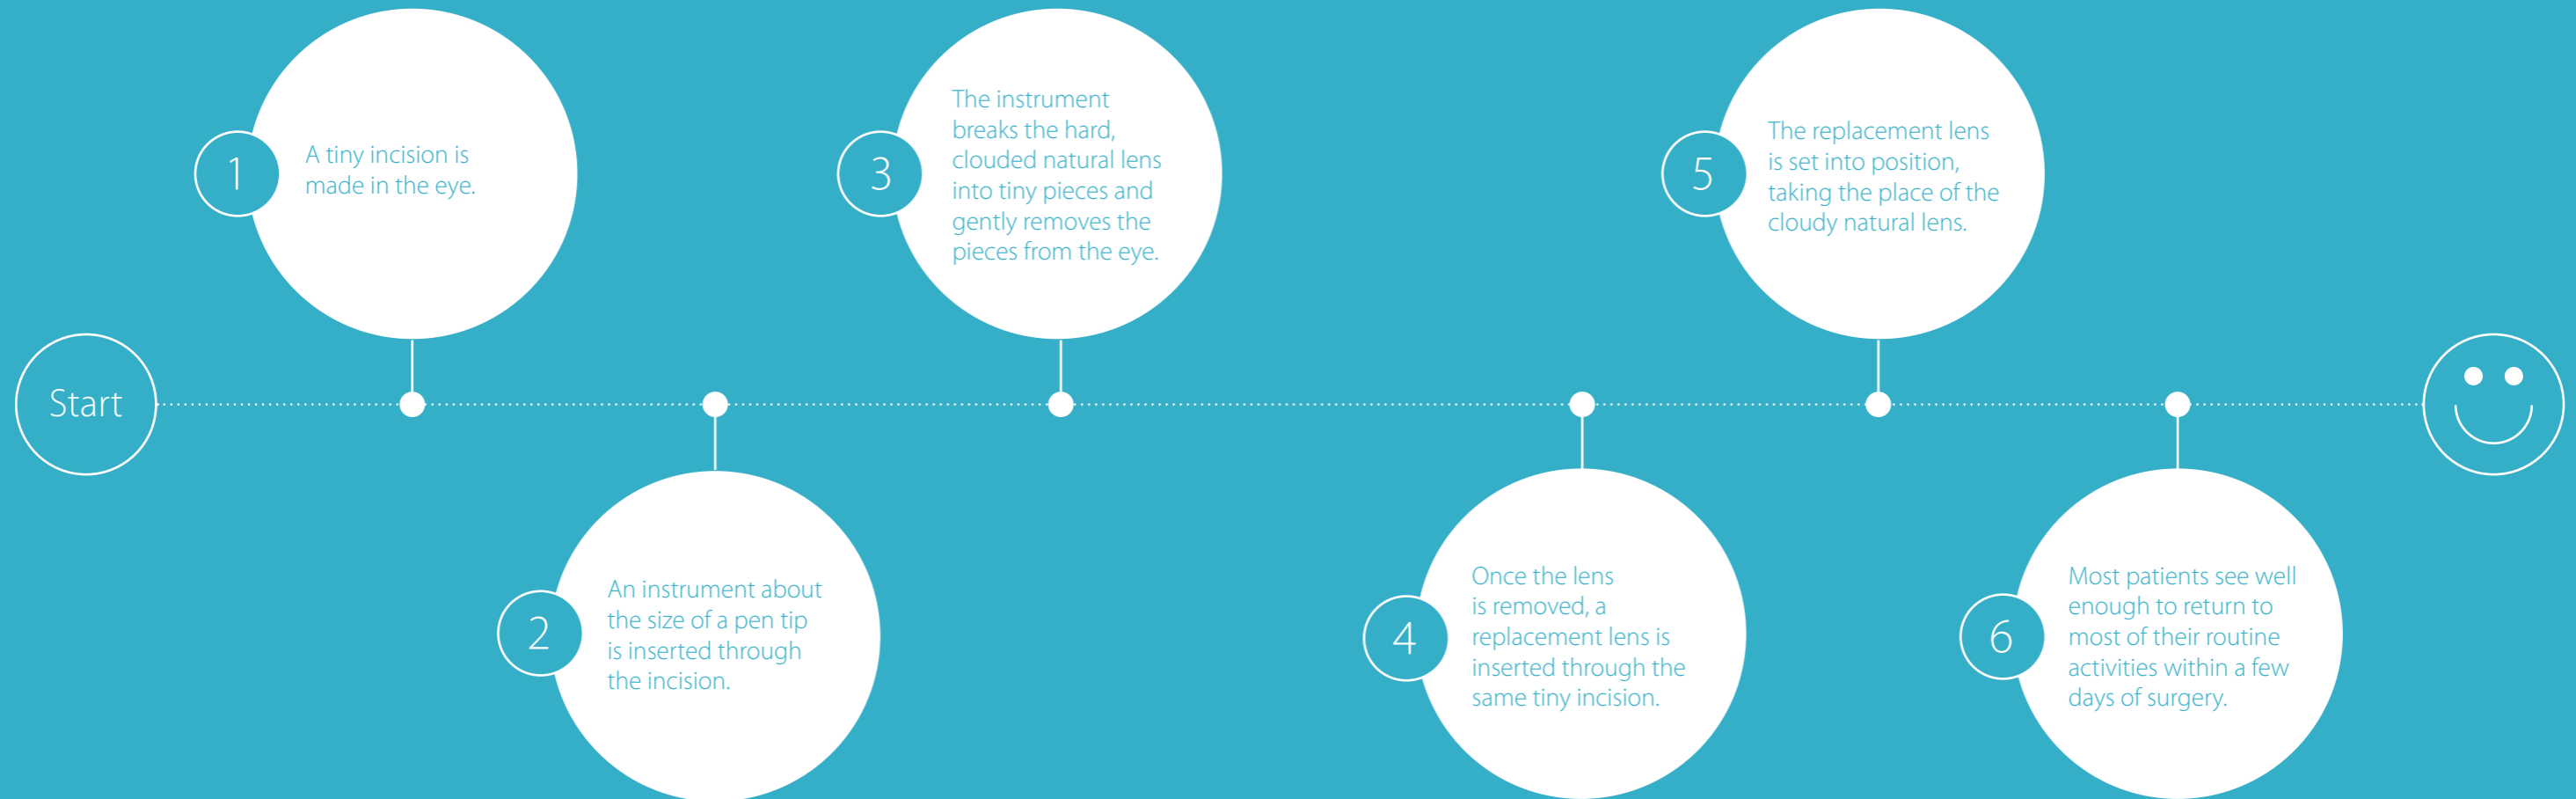 Start
1
A tiny incision is
made in the eye.
2
An instrument about
the size of a pen tip
is inserted through
the incision.
3
The instrument
breaks the hard,
clouded natural lens
into tiny pieces and
gently removes the
pieces from the eye.
4
Once the lens
is removed, a
replacement lens is
inserted through the
same tiny incision.
5
The replacement lens
is set into position,
taking the place of the
cloudy natural lens.
6
Most patients see well
enough to return to
most of their routine
activities within a few
days of surgery.